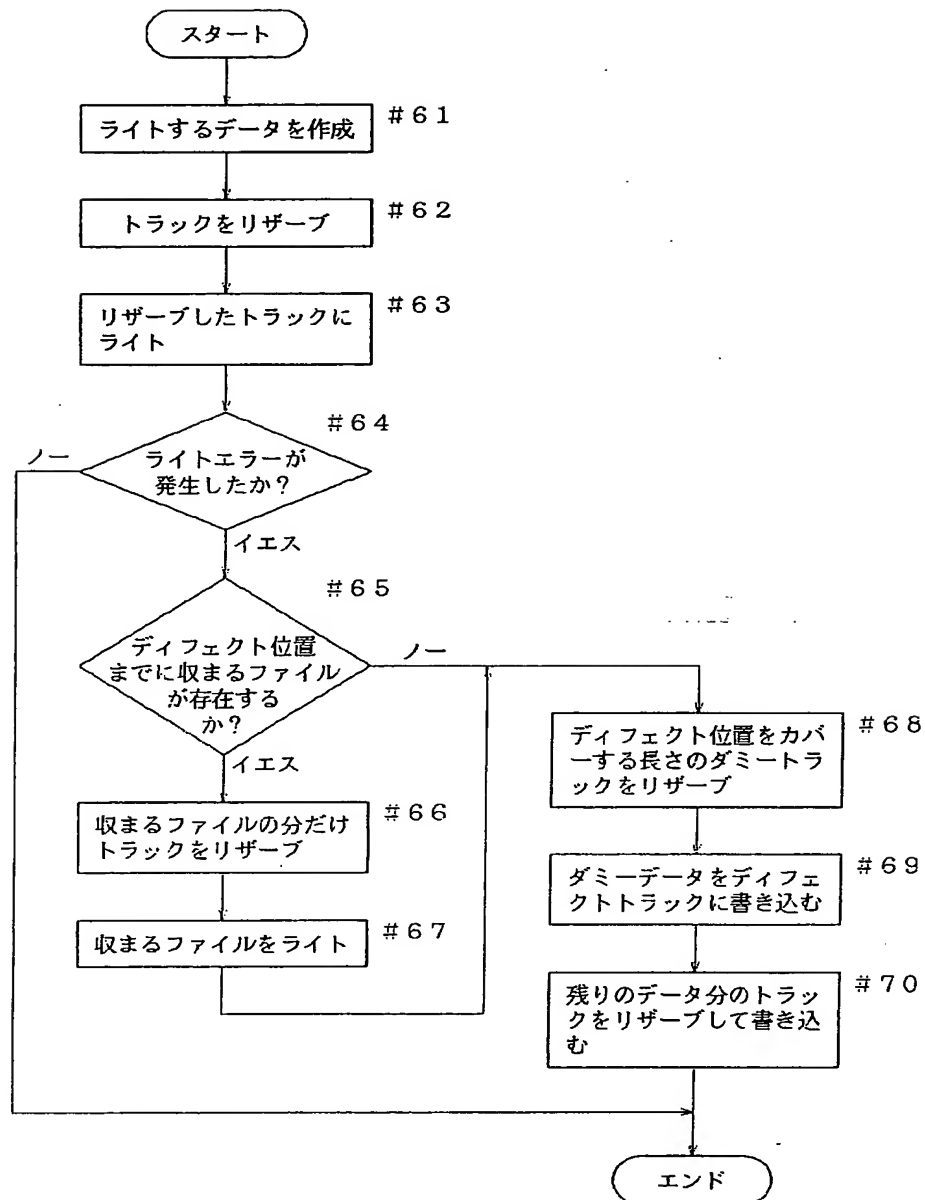 スタート
ライトするデータを作成
#61
トラックをリザーブ
#62
リザーブしたトラックに
ライト
#63
#64
ライトエラーが
発生したか?
ノー
イエス
#65
ディフェクト位置
までに収まるファイル
が存在する
か?
ノー
イエス
収まるファイルの分だけ
トラックをリザーブ
#66
収まるファイルをライト
#67
ディフェクト位置をカバ
ーする長さのダミートラ
ックをリザーブ
#68
ダミーデータをディフェ
クトトラックに書き込む
#69
残りのデータ分のトラッ
クをリザーブして書き込
む
#70
エンド